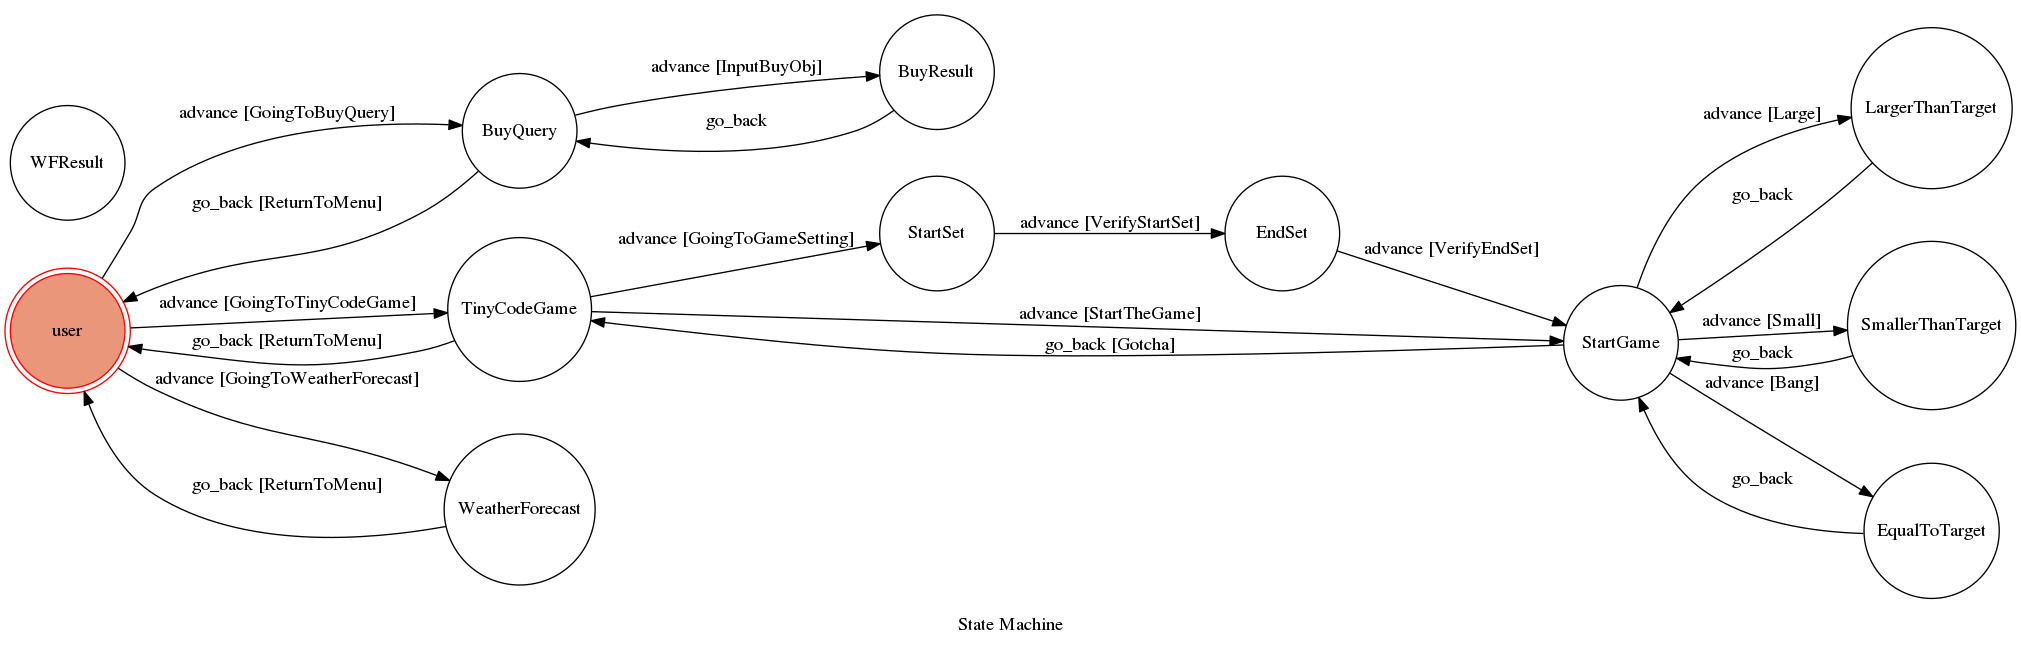 BuyResult
advance [InputBuyObj]
LargerThanTarget
advance [GoingToBuyQuery]
advance [Large]
go_back
BuyQuery
WFResult
go_back
go_back [ReturnToMenu]
advance [VerifyStartSet]
StartSet
EndSet
advance [GoingToGameSetting]
advance [VerifyEndSet]
advance [GoingToTinyCodeGame]
TinyCodeGame
advance [StartTheGame]
advance [Small]
SmallerThanTarget
user
go_back [ReturnToMenu]
go_back [Gotcha]
StartGame
go_back
advance [GoingToWeatherForecast]
advance [Bang]
go_back [ReturnToMenu]
go_back
WeatherForecast
EqualToTarget
State Machine